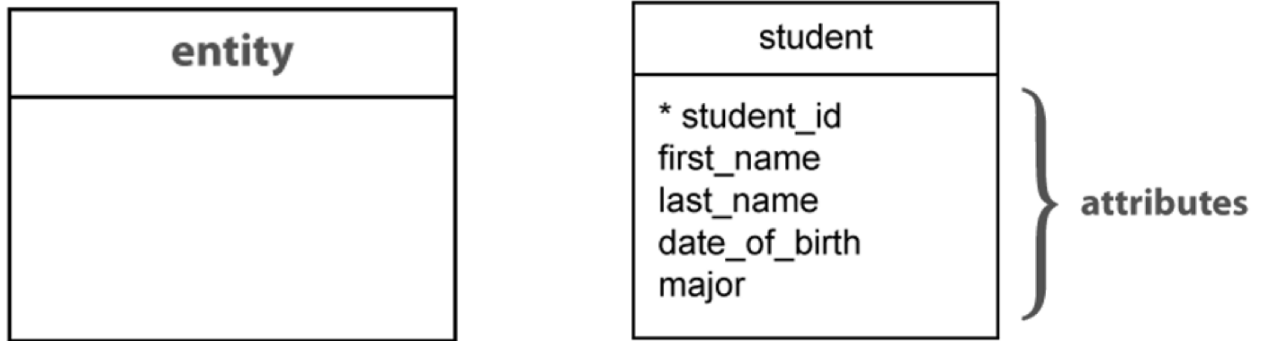 entity
student
* student_id
first_name
last_name
date_of_birth
major
attributes